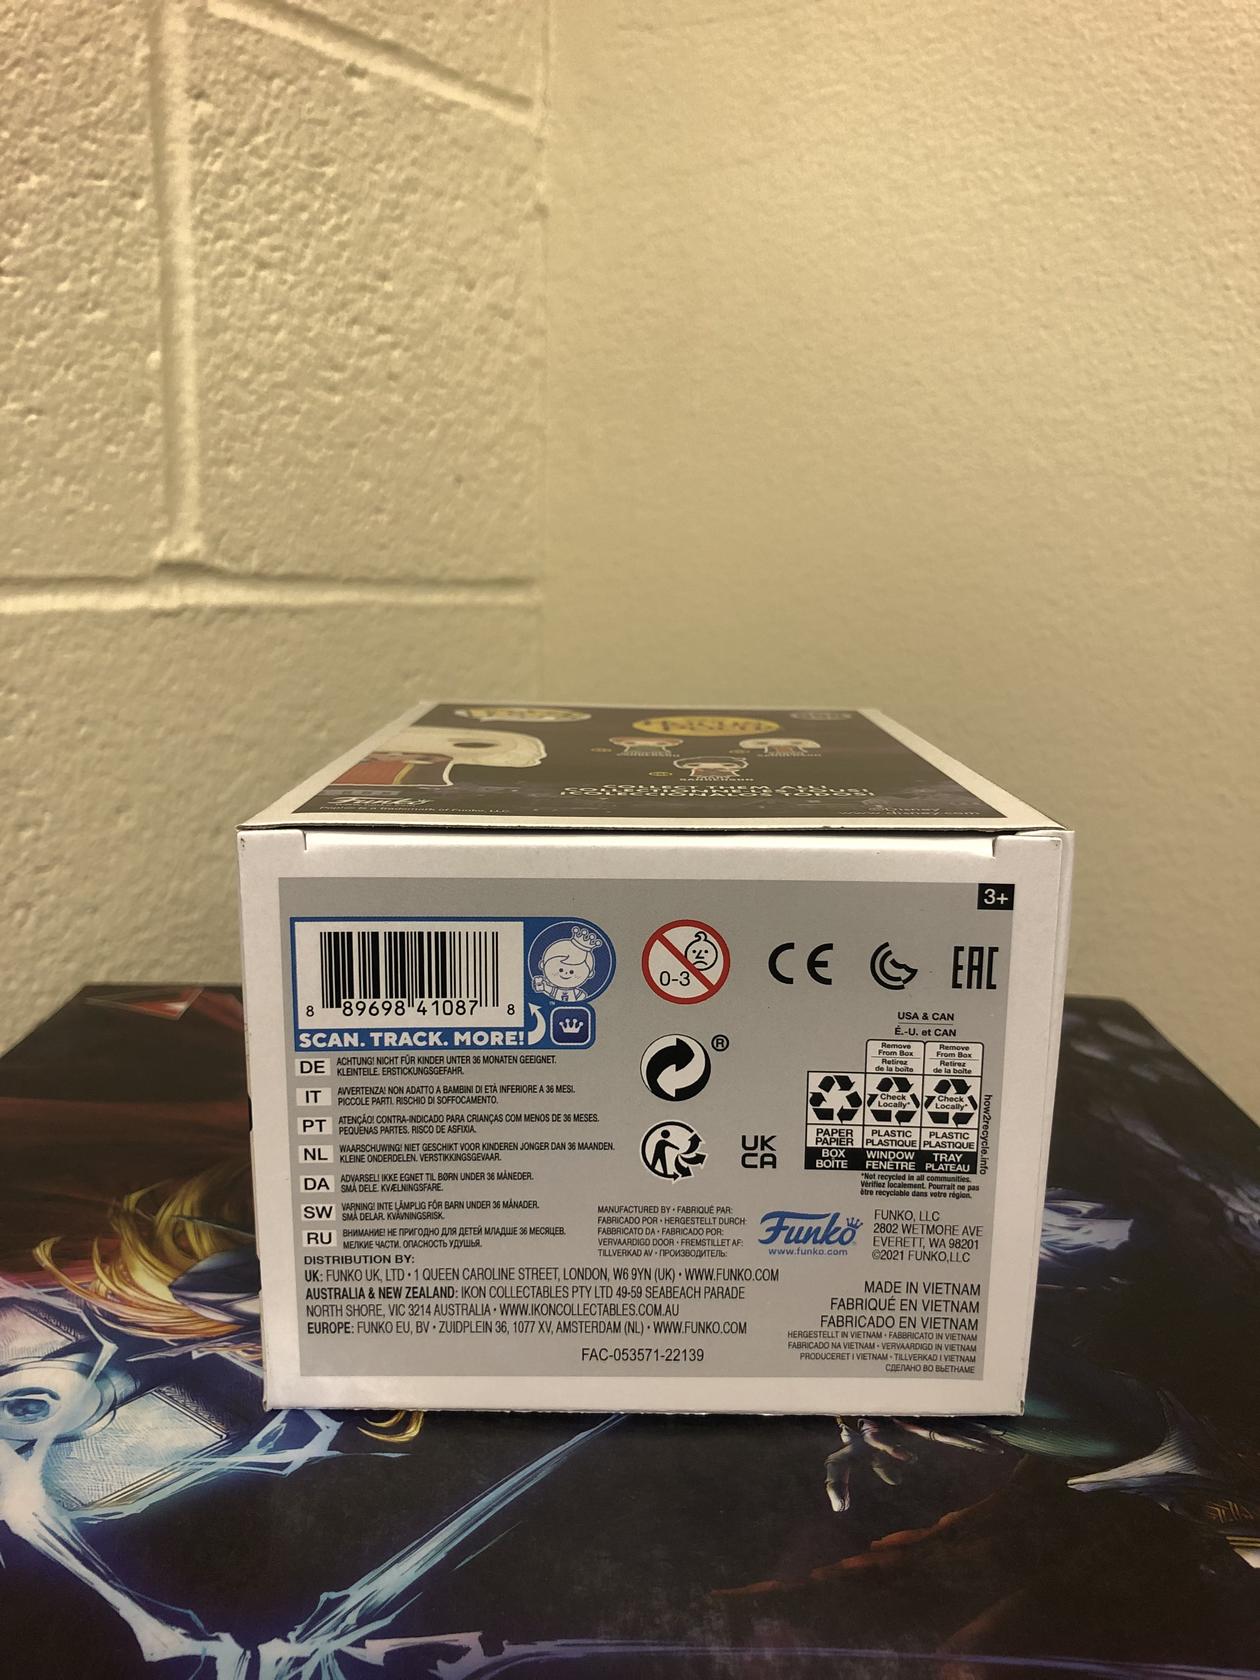 Funko
COLLECT THEM ALL!
3+
8 89698 41087 8
SCAN. TRACK. MORE!
™
0-3
CE
EAC
®
UK
CA
USA & CAN
É.-U. et CAN
Remove From Box Retirez de la boîte
Remove From Box Retirez de la boîte
Check Locally*
Check Locally*
PAPER PAPIER
PLASTIC PLASTIQUE
PLASTIC PLASTIQUE
BOX BOÎTE
WINDOW FENÊTRE
TRAY PLATEAU
how2recycle.info
*Not recycled in all communities.
Vérifiez localement. Pourrait ne pas
être recyclable dans votre région.
DE ACHTUNG! NICHT FÜR KINDER UNTER 36 MONATEN GEEIGNET.
KLEINTEILE. ERSTICKUNGSGEFAHR.
IT AVVERTENZA! NON ADATTO A BAMBINI DI ETÀ INFERIORE A 36 MESI.
PICCOLE PARTI. RISCHIO DI SOFFOCAMENTO.
PT ATENÇÃO! CONTRA-INDICADO PARA CRIANÇAS COM MENOS DE 36 MESES.
PEQUENAS PARTES. RISCO DE ASFIXIA.
NL WAARSCHUWING! NIET GESCHIKT VOOR KINDEREN JONGER DAN 36 MAANDEN.
KLEINE ONDERDELEN. VERSTIKKINGSGEVAAR.
DA ADVARSEL! IKKE EGNET TIL BØRN UNDER 36 MÅNEDER.
SMÅ DELE. KVÆLNINGSFARE.
SW VARNING! INTE LÄMPLIG FÖR BARN UNDER 36 MÅNADER.
SMÅ DELAR. KVÄVNINGSRISK.
RU ВНИМАНИЕ! НЕ ПРИГОДНО ДЛЯ ДЕТЕЙ МЛАДШЕ 36 МЕСЯЦЕВ.
МЕЛКИЕ ЧАСТИ. ОПАСНОСТЬ УДУШЬЯ.
MANUFACTURED BY • FABRIQUÉ PAR:
FABRICADO POR • HERGESTELLT DURCH:
FABBRICATO DA • FABRICADO POR:
VERVAARDIGD DOOR • FREMSTILLET AF:
TILLVERKAD AV • ПРОИЗВОДИТЕЛЬ:
Funko
www.funko.com
FUNKO, LLC
2802 WETMORE AVE
EVERETT, WA 98201
©2021 FUNKO,LLC
DISTRIBUTION BY:
UK: FUNKO UK, LTD • 1 QUEEN CAROLINE STREET, LONDON, W6 9YN (UK) • WWW.FUNKO.COM
AUSTRALIA & NEW ZEALAND: IKON COLLECTABLES PTY LTD 49-59 SEABEACH PARADE
NORTH SHORE, VIC 3214 AUSTRALIA • WWW.IKONCOLLECTABLES.COM.AU
EUROPE: FUNKO EU, BV • ZUIDPLEIN 36, 1077 XV, AMSTERDAM (NL) • WWW.FUNKO.COM
FAC-053571-22139
MADE IN VIETNAM
FABRIQUÉ EN VIETNAM
FABRICADO EN VIETNAM
HERGESTELLT IN VIETNAM • FABBRICATO IN VIETNAM
FABRICADO NA VIETNAM • VERVAARDIGD IN VIETNAM
PRODUCERET I VIETNAM • TILLVERKAD I VIETNAM
СДЕЛАНО ВО ВЬЕТНАМЕ